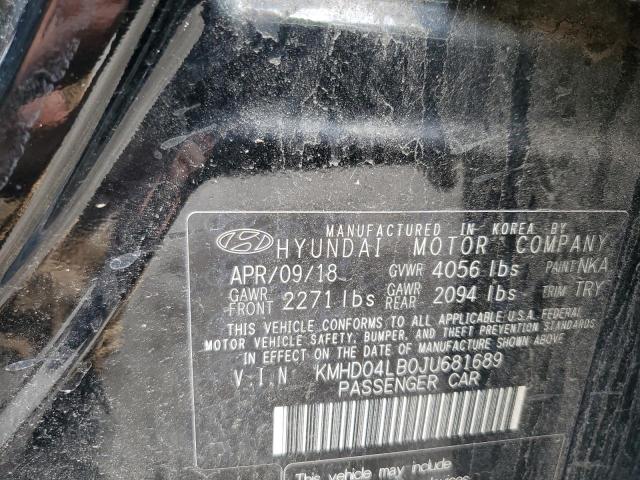 MANUFACTURED IN KOREA BY
HYUNDAI MOTOR COMPANY
APR/09/18 GVWR 4056 lbs PAINT NKA
GAWR FRONT 2271 lbs GAWR REAR 2094 lbs TRIM TRY
THIS VEHICLE CONFORMS TO ALL APPLICABLE U.S.A. FEDERAL
MOTOR VEHICLE SAFETY, BUMPER, AND THEFT PREVENTION STANDARDS
IN EFFECT ON THE DATE OF MANUFACTURE SHOWN ABOVE.
V.I.N KMHD04LB0JU681689
PASSENGER CAR
This vehicle may include
devices